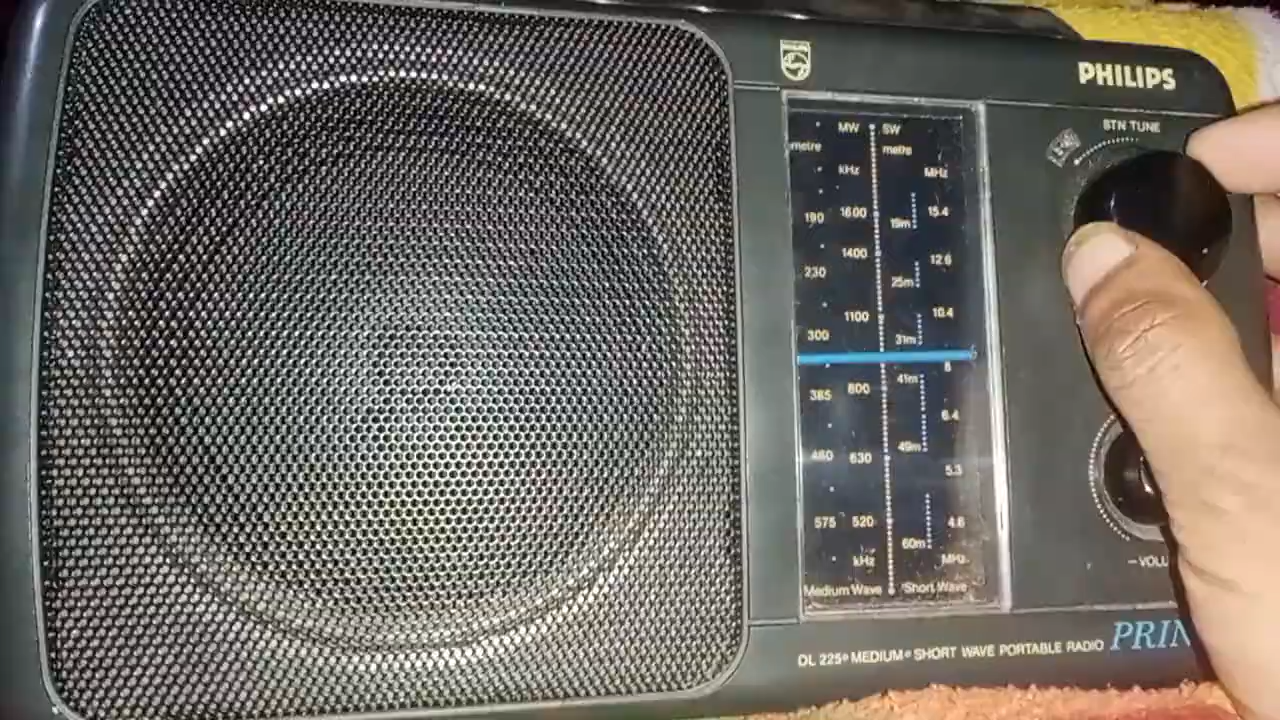 PHILIPS
STN TUNE
MW SW
metre metre
kHz MHz
190 1600 19m 15.4
1400 12.6
230 25m
1100 10.4
300 31m
8
385 800 41m
6.4
460 630 49m
5.3
575 520 4.6
60m
kHz MHz
Medium Wave Short Wave
- VOLU
DL 225 MEDIUM SHORT WAVE PORTABLE RADIO PRIN